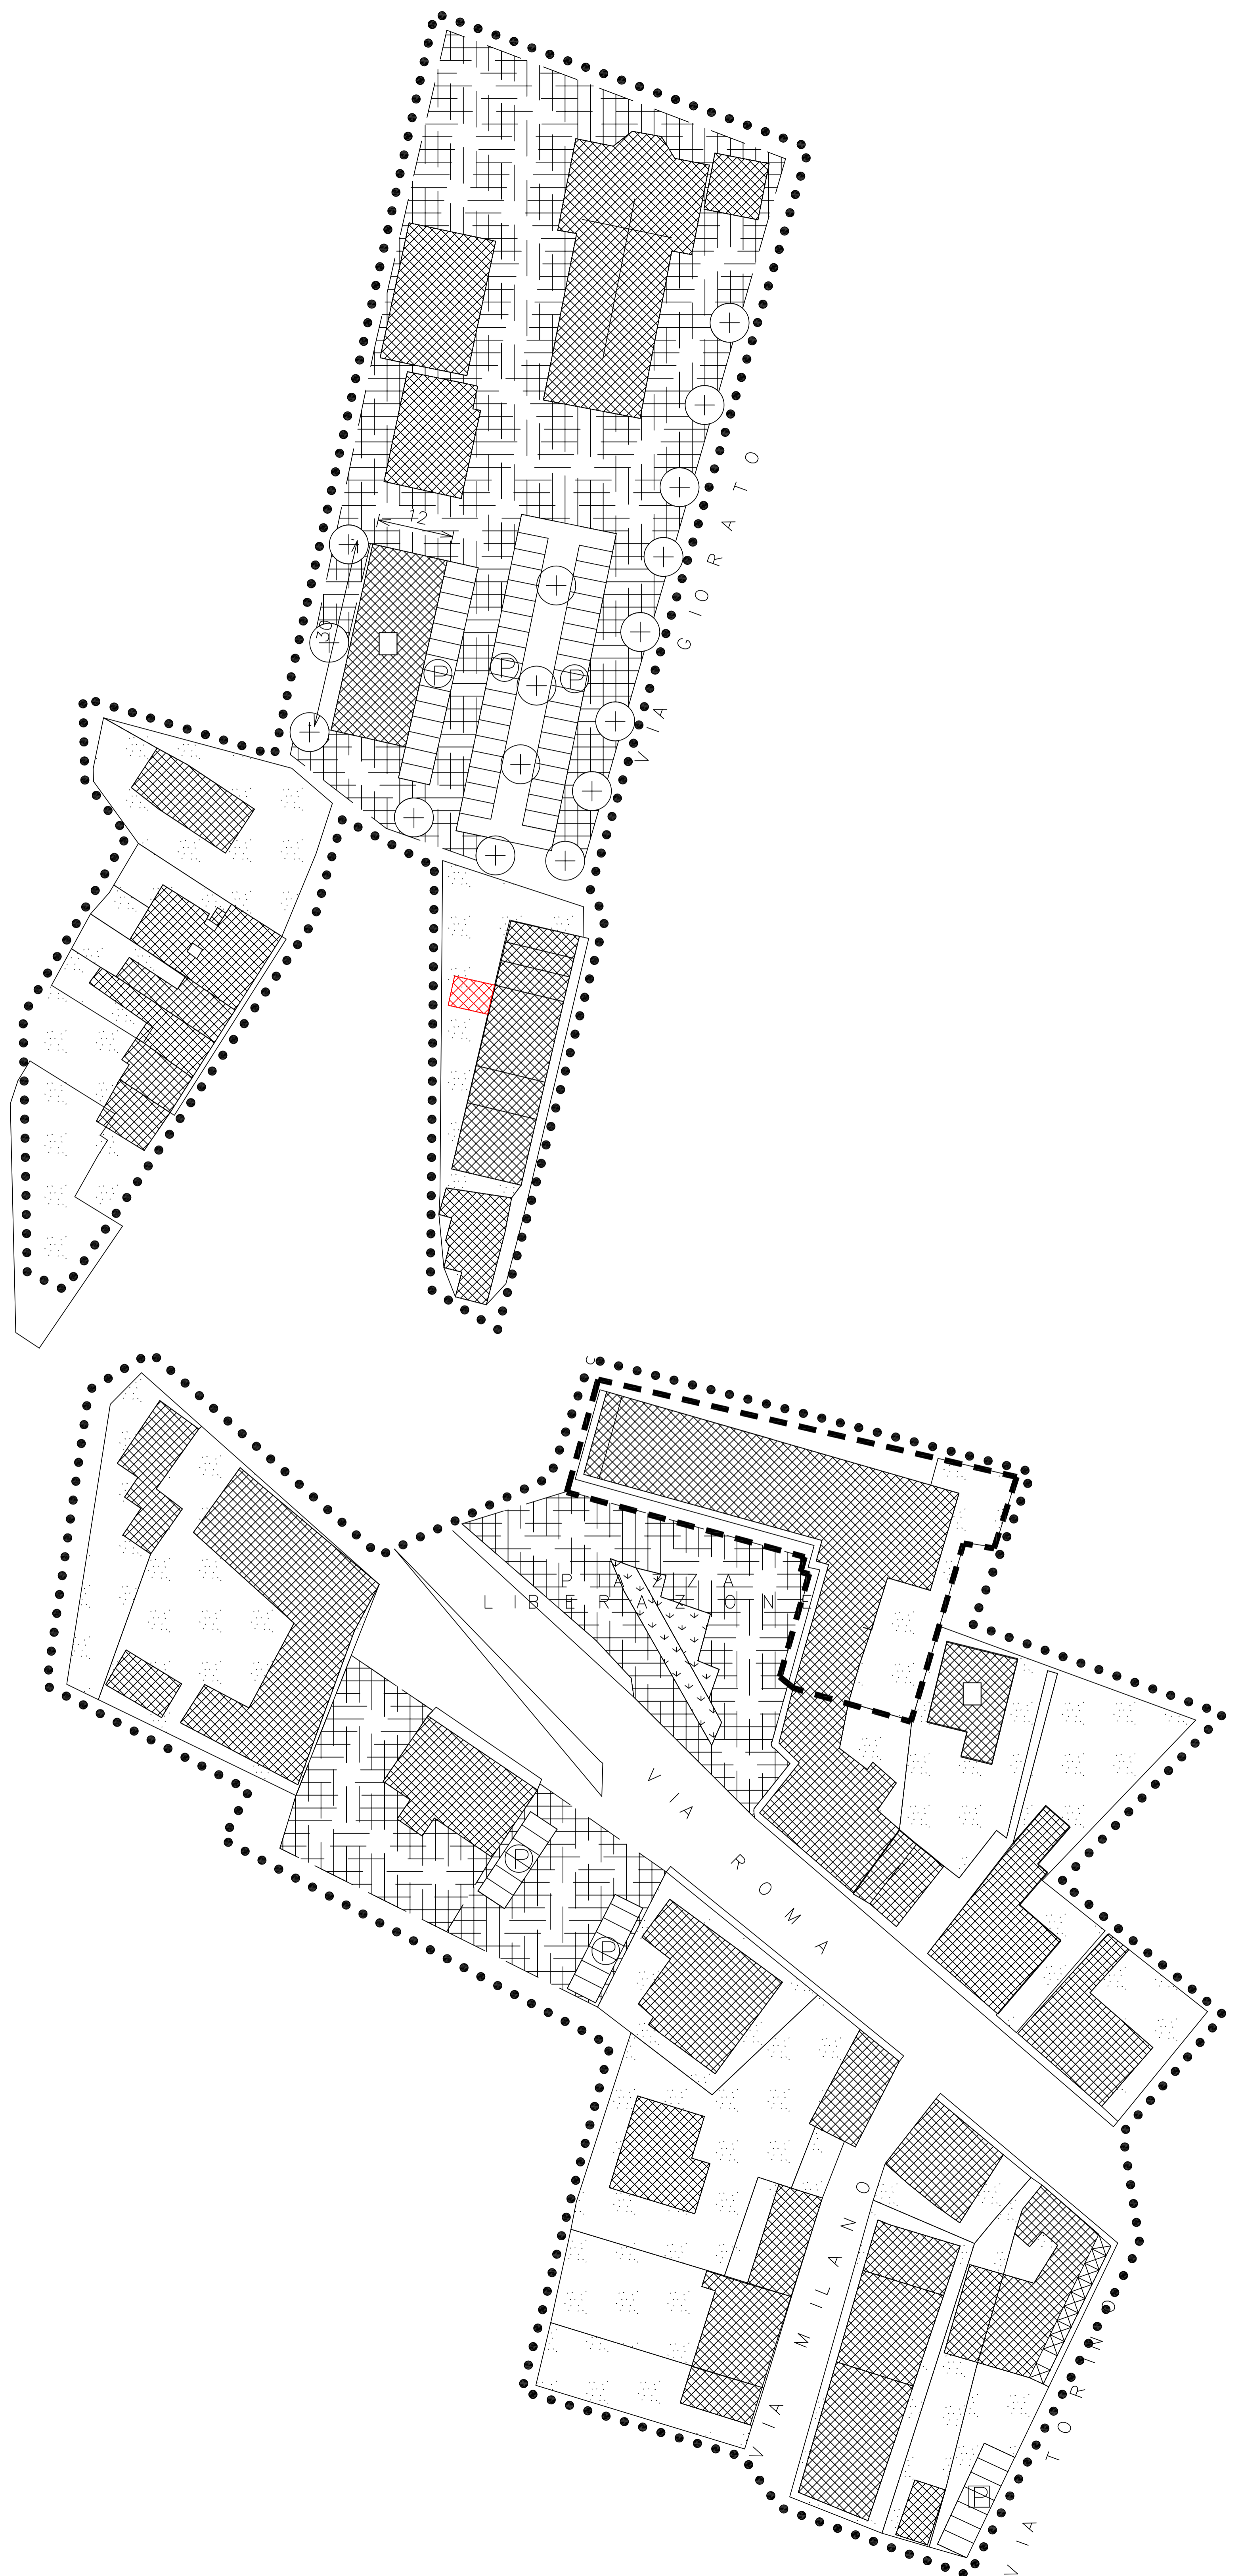 12
30
P
P
P
VIA GIORATO
C
PIAZZA
LIBERAZIONE
VIA ROMA
P
P
VIA MILANO
VIA TORINO
P